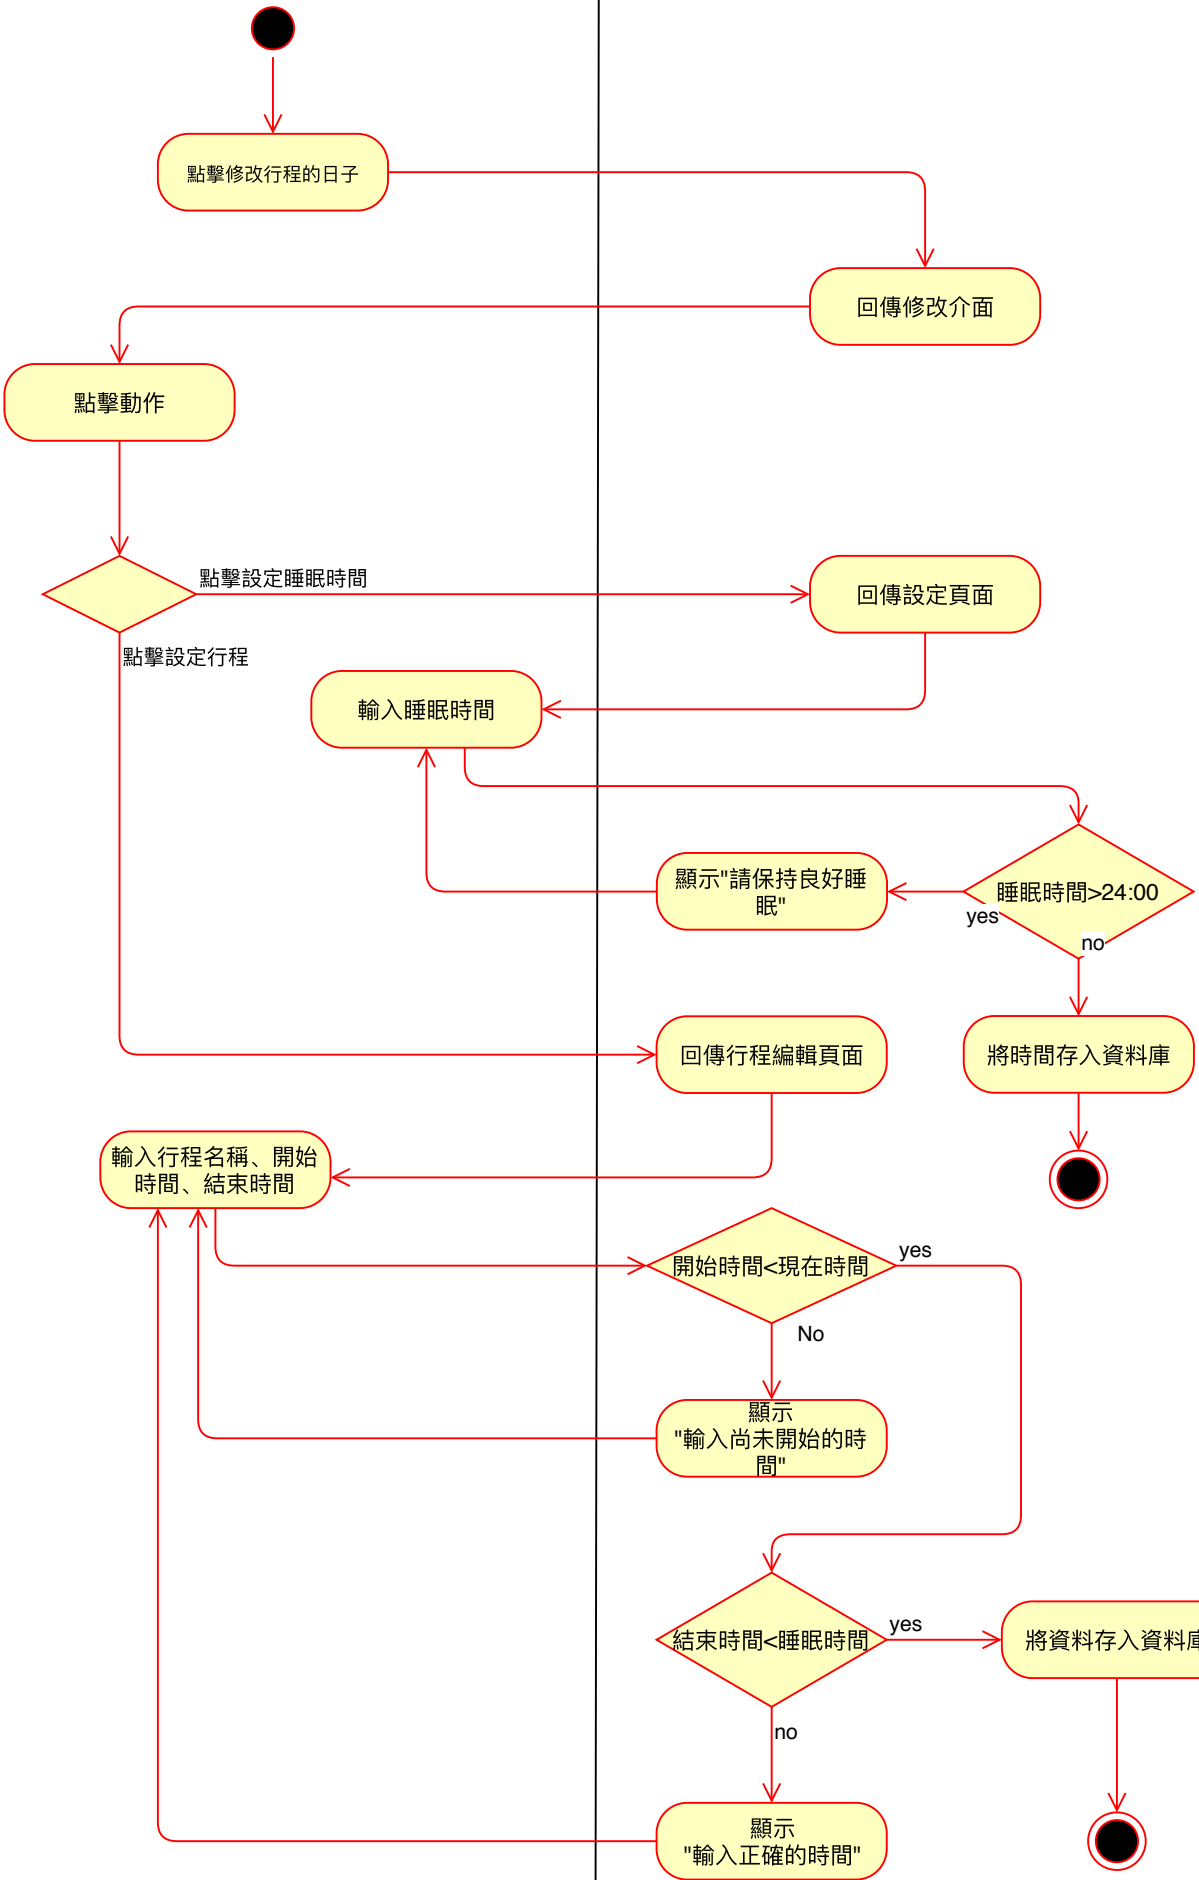 點擊修改行程的日子
回傳修改介面
點擊動作
點擊設定睡眠時間
回傳設定頁面
點擊設定行程
輸入睡眠時間
顯示"請保持良好睡
眠"
睡眠時間>24:00
yes
no
回傳行程編輯頁面
將時間存入資料庫
輸入行程名稱、開始
時間、結束時間
開始時間<現在時間
yes
No
顯示
"輸入尚未開始的時
間"
結束時間<睡眠時間
yes
將資料存入資料庫
no
顯示
"輸入正確的時間"